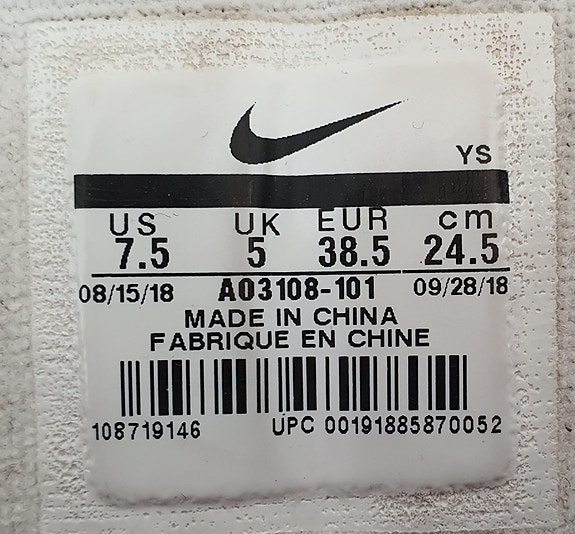 YS
US UK EUR cm
7.5 5 38.5 24.5
08/15/18 AO3108-101 09/28/18
MADE IN CHINA
FABRIQUE EN CHINE
108719146 UPC 00191885870052